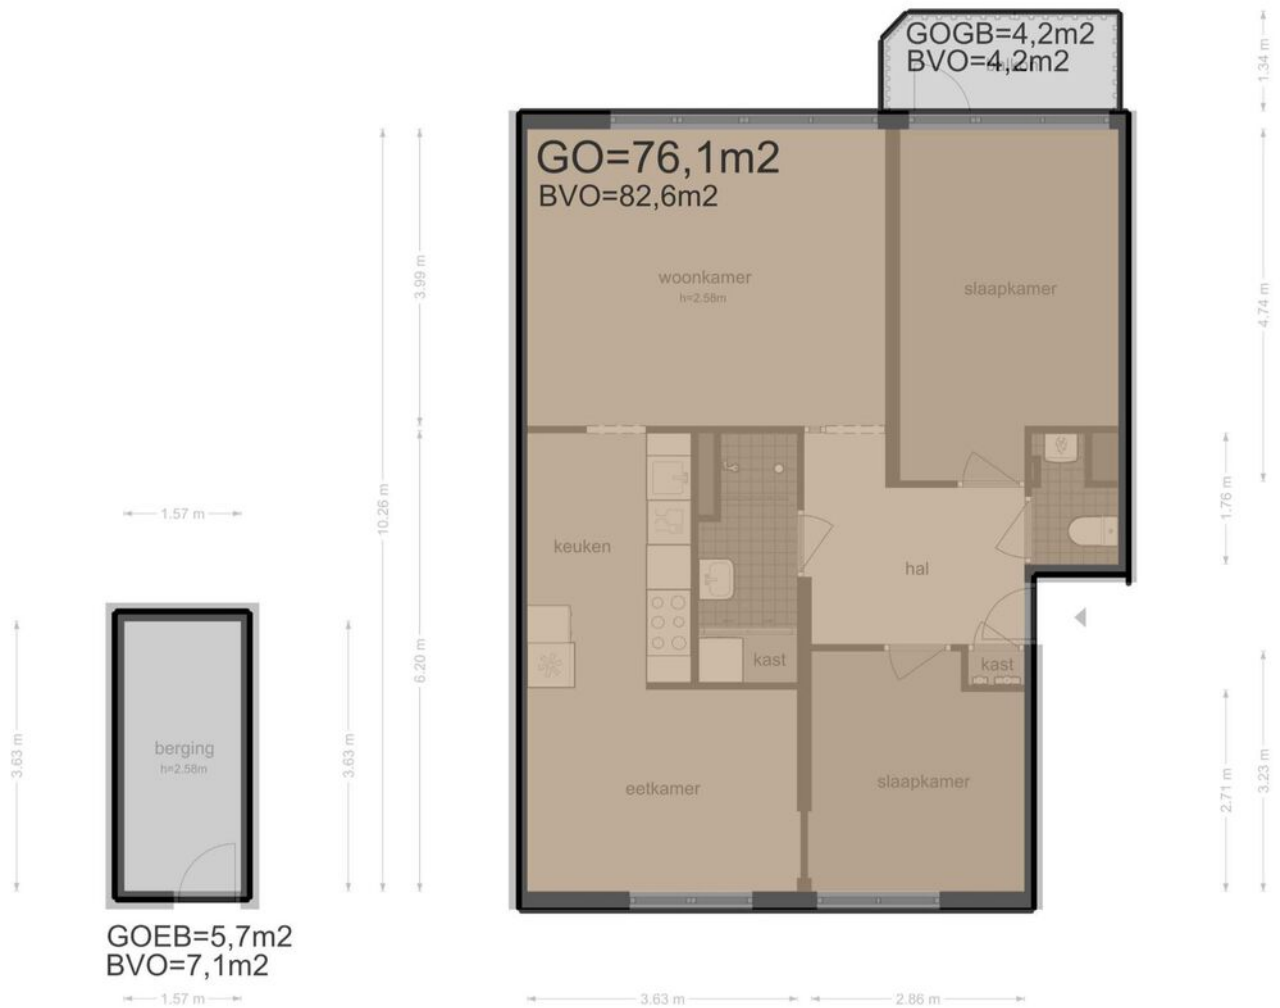 GOGB=4,2m2
BVO=4,2m2
1.34 m
GO=76,1m2
BVO=82,6m2
woonkamer
h=2.58m
slaapkamer
3.99 m
4.74 m
10.26 m
1.57 m
1.76 m
keuken
hal
6.20 m
kast
kast
berging
h=2.58m
3.63 m
3.63 m
eetkamer
slaapkamer
2.71 m
3.23 m
GOEB=5,7m2
BVO=7,1m2
1.57 m
3.63 m
2.86 m